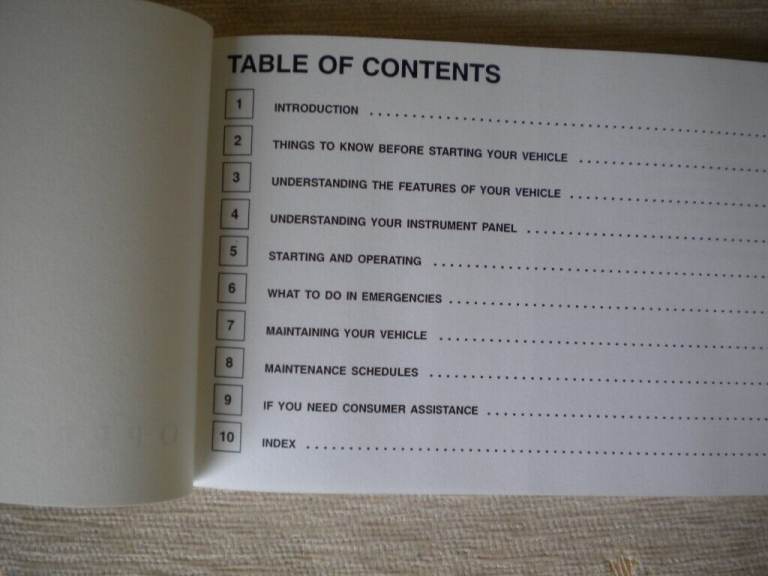 TABLE OF CONTENTS
1 INTRODUCTION
2 THINGS TO KNOW BEFORE STARTING YOUR VEHICLE
3 UNDERSTANDING THE FEATURES OF YOUR VEHICLE
4 UNDERSTANDING YOUR INSTRUMENT PANEL
5 STARTING AND OPERATING
6 WHAT TO DO IN EMERGENCIES
7 MAINTAINING YOUR VEHICLE
8 MAINTENANCE SCHEDULES
9 IF YOU NEED CONSUMER ASSISTANCE
10 INDEX